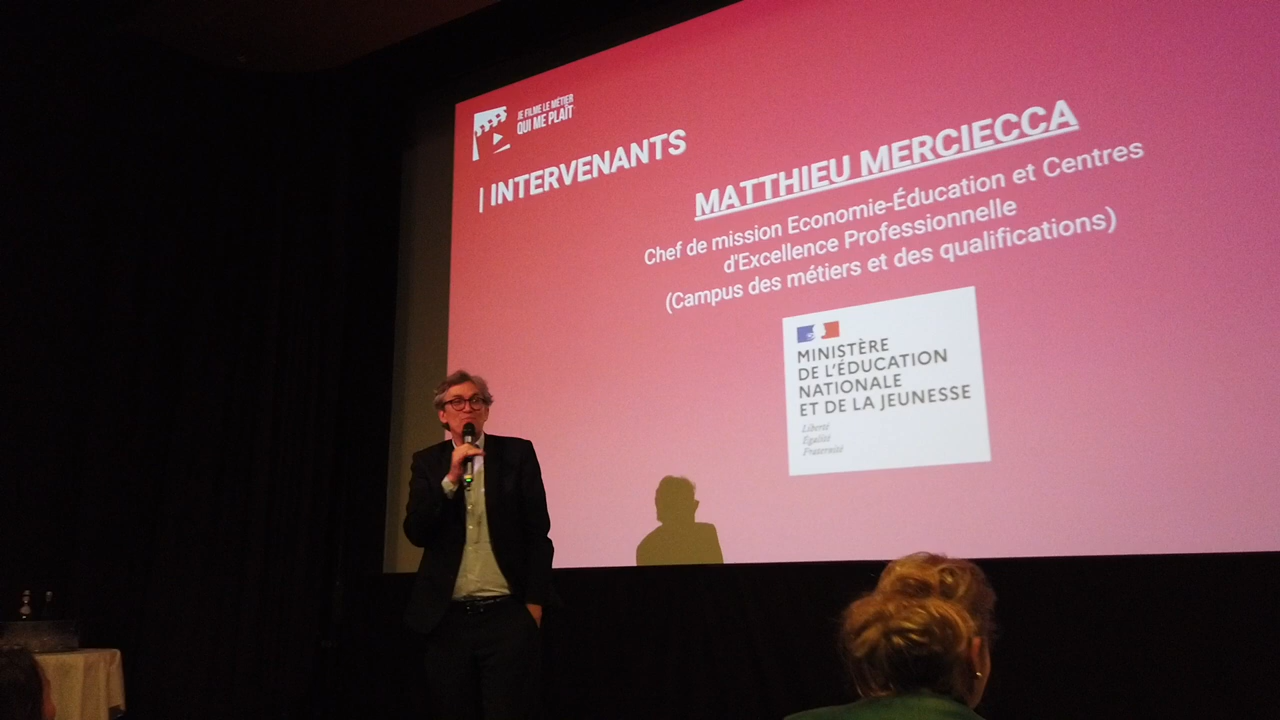 JE FILME LE MÉTIER
QUI ME PLAÎT
| INTERVENANTS
MATTHIEU MERCIECCA
Chef de mission Economie-Éducation et Centres
d'Excellence Professionnelle
(Campus des métiers et des qualifications)
MINISTÈRE
DE L'ÉDUCATION
NATIONALE
ET DE LA JEUNESSE
Liberté
Égalité
Fraternité